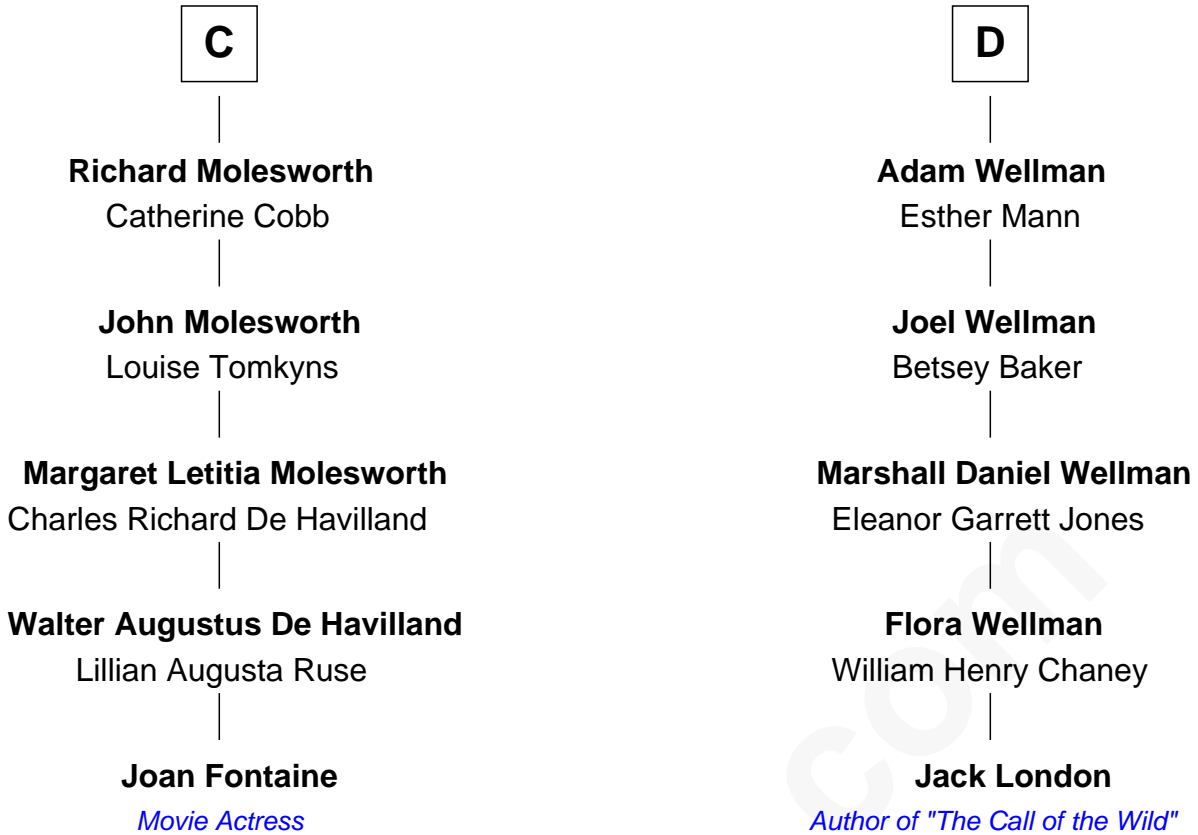 C
Richard Molesworth
Catherine Cobb
John Molesworth
Louise Tomkyns
Margaret Letitia Molesworth
Charles Richard De Havilland
Walter Augustus De Havilland
Lillian Augusta Ruse
Joan Fontaine
Movie Actress
D
Adam Wellman
Esther Mann
Joel Wellman
Betsey Baker
Marshall Daniel Wellman
Eleanor Garrett Jones
Flora Wellman
William Henry Chaney
Jack London
Author of "The Call of the Wild"
com